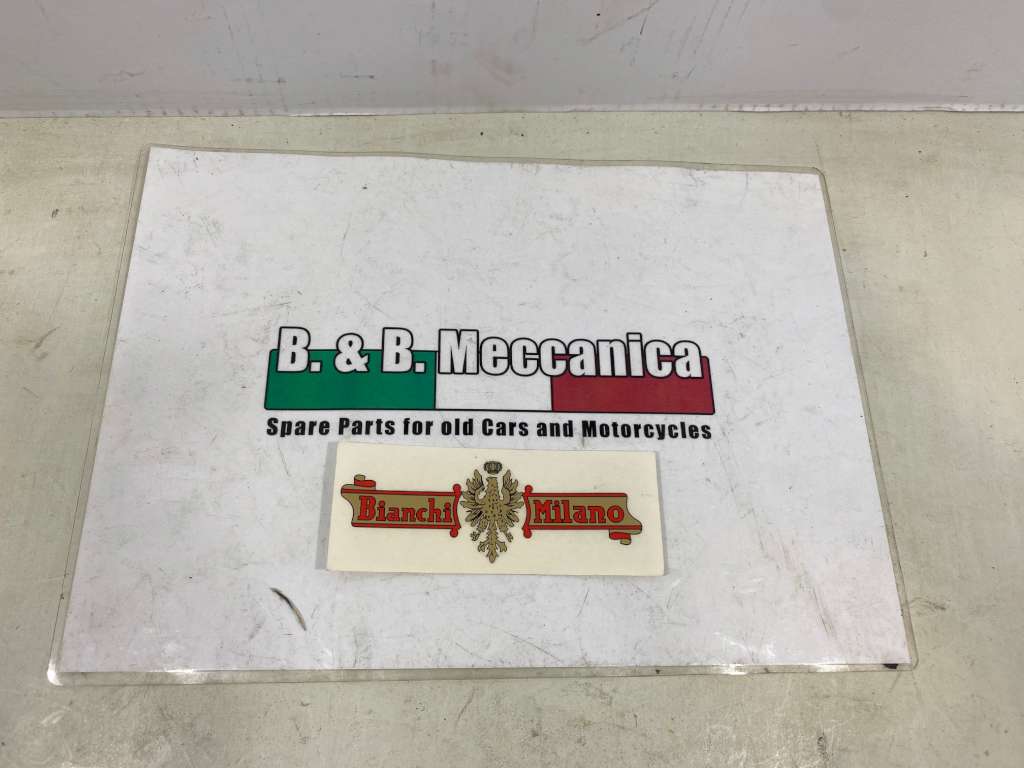 B. & B. Meccanica
Spare Parts for old Cars and Motorcycles
Bianchi Milano